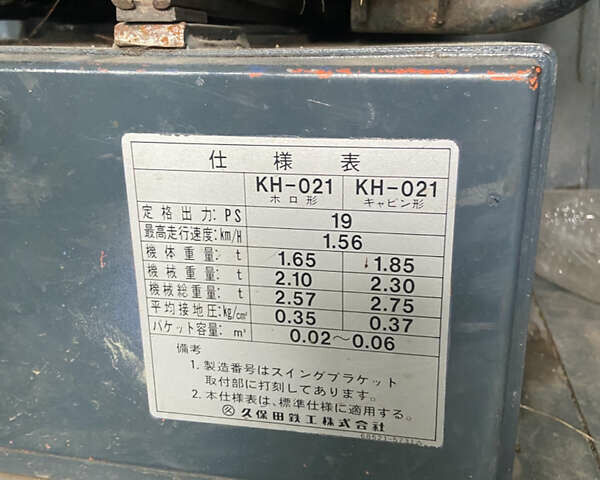 仕様表
KH-021 KH-021
ホロ形 キャビン形
定格出力:PS 19
最高走行速度:km/H 1.56
機体重量: t 1.65 1.85
機械重量: t 2.10 2.30
機械総重量: t 2.57 2.75
平均接地圧:kg/cm² 0.35 0.37
バケット容量: m³ 0.02～0.06
備考
1. 製造番号はスイングブラケット
取付部に打刻してあります。
2. 本仕様表は、標準仕様に適用する。
久保田鉄工株式会社